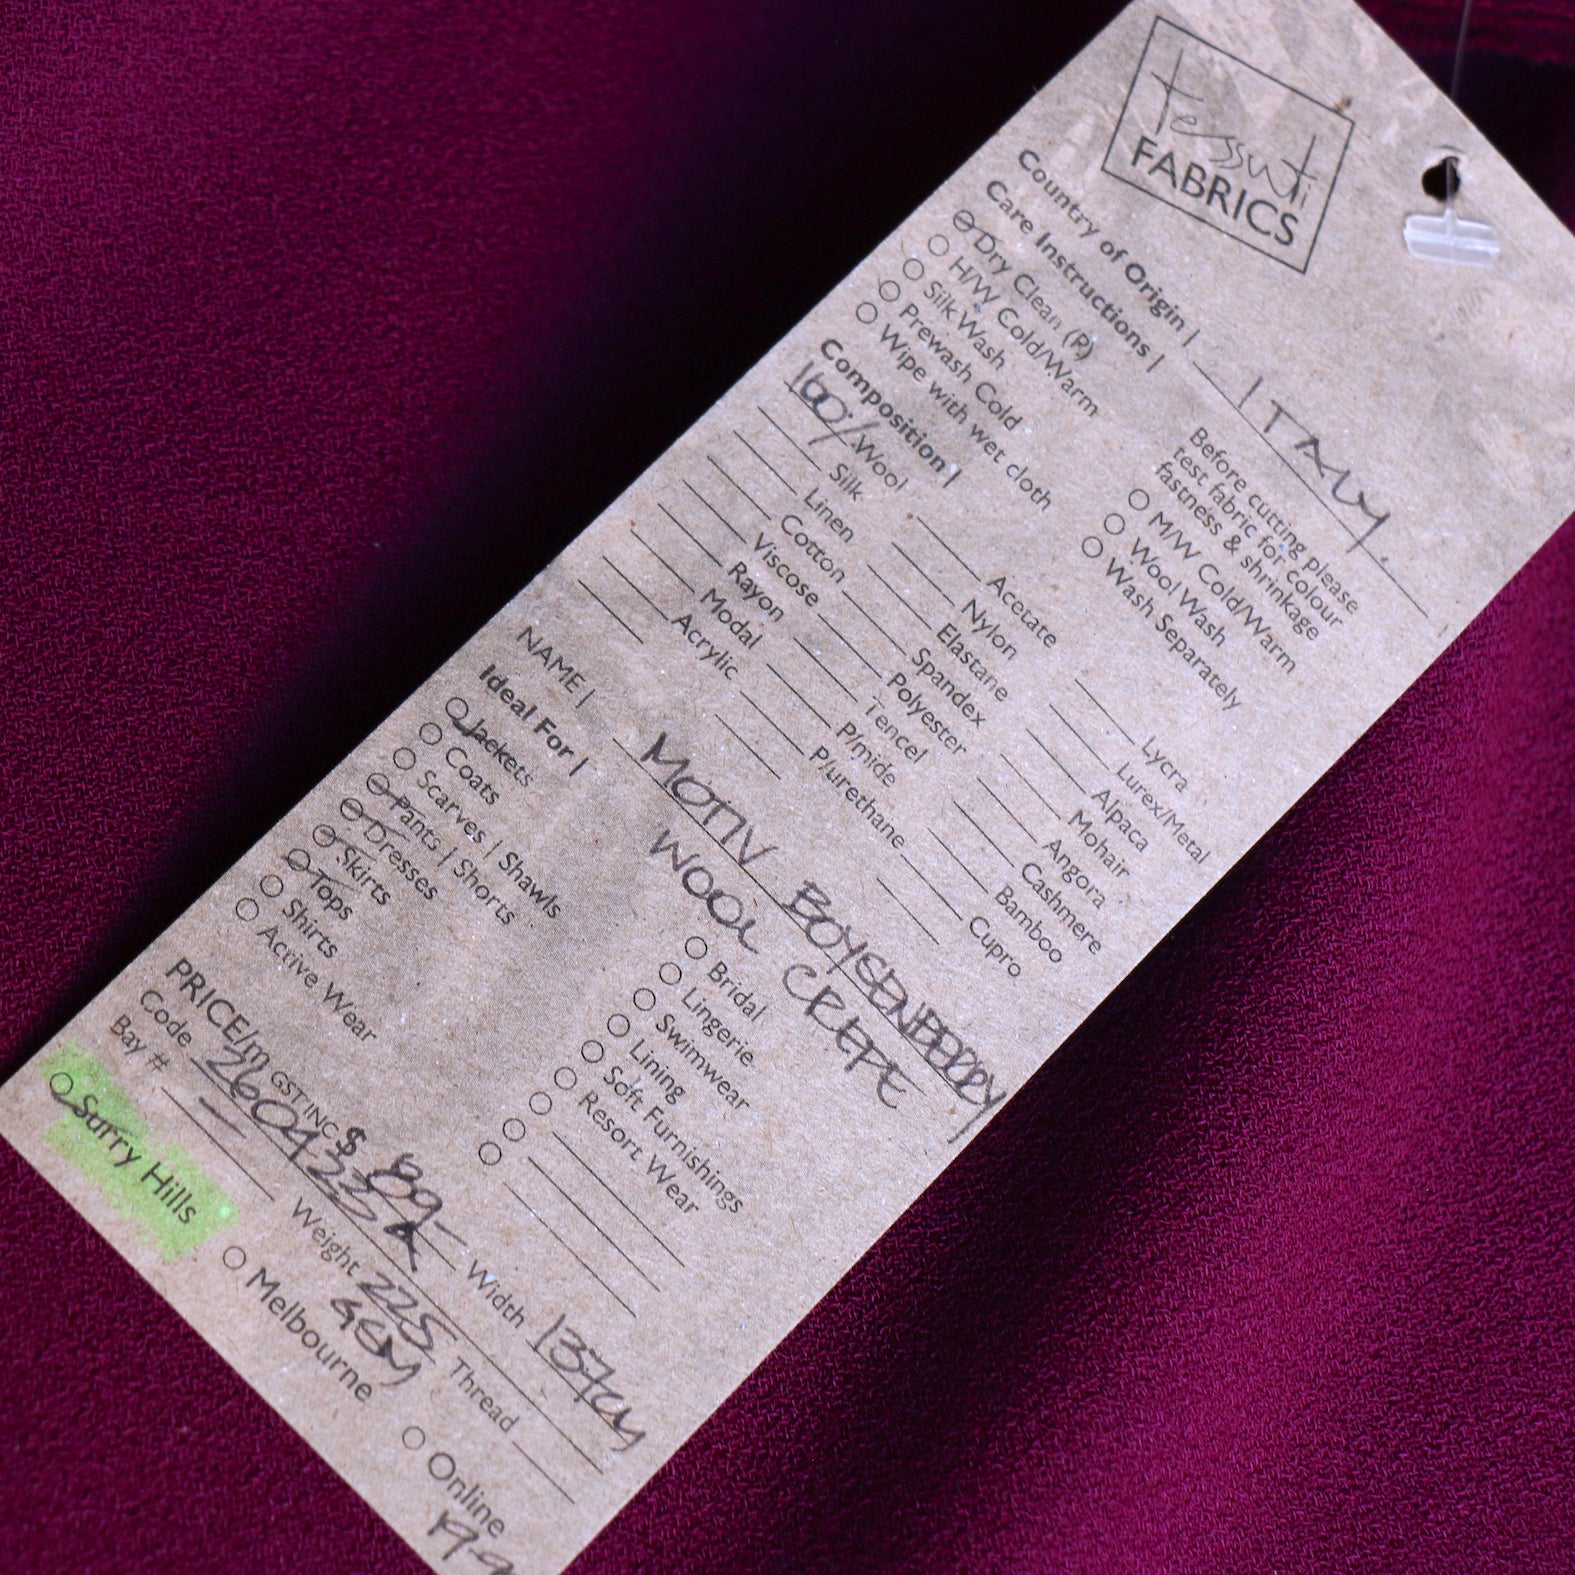 tessuti
FABRICS
Country of Origin | ITALY.
Care Instructions |
Dry Clean (R)
H/W Cold/Warm
Silk Wash
Prewash Cold
Wipe with wet cloth
Before cutting please
test fabric for colour
fastness & shrinkage
M/W Cold/Warm
Wool Wash
Wash Separately
Composition |
100% Wool
Silk
Linen
Cotton
Viscose
Rayon
Modal
Acrylic
Acetate
Nylon
Elastane
Spandex
Polyester
Tencel
P/mide
P/urethane
Lycra
Lurex/Metal
Alpaca
Mohair
Angora
Cashmere
Bamboo
Cupro
NAME | MOTIV BOYSENBERRY
WOOL CREPE
Ideal For |
Jackets
Coats
Scarves | Shawls
Pants | Shorts
Dresses
Skirts
Tops
Shirts
Active Wear
Bridal
Lingerie
Swimwear
Lining
Soft Furnishings
Resort Wear
PRICE/m GST INC $ 89- Width 137cm
Code Weight 225 Thread
GSM
Bay #
Surry Hills Melbourne Online